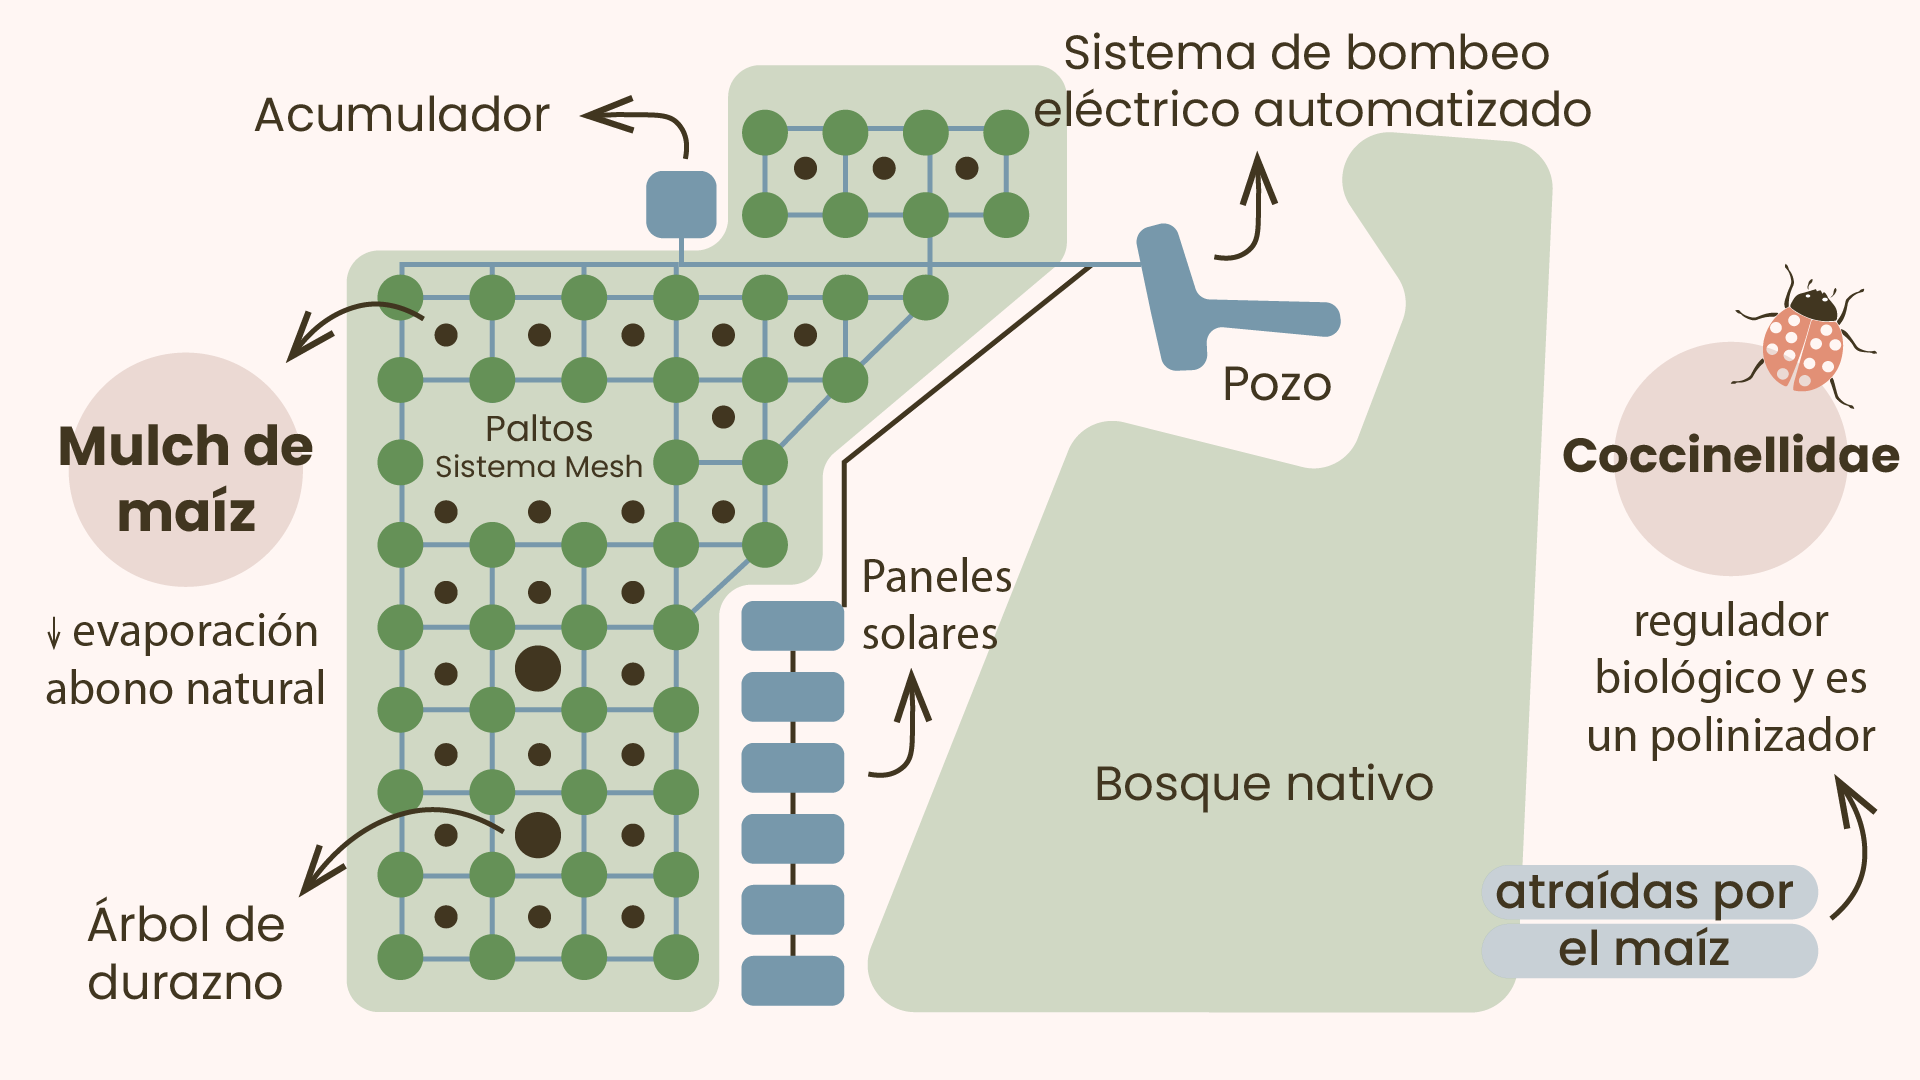 Sistema de bombeo
eléctrico automatizado
Acumulador
Pozo
Mulch de
maíz
↓ evaporación
abono natural
Paltos
Sistema Mesh
Coccinellidae
regulador
biológico y es
un polinizador
Paneles
solares
Bosque nativo
atraídas por
el maíz
Árbol de
durazno